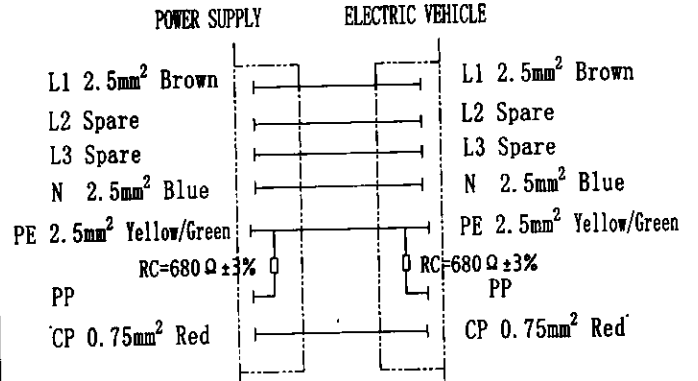 POWER SUPPLY ELECTRIC VEHICLE
L1 2.5mm² Brown L1 2.5mm² Brown
L2 Spare L2 Spare
L3 Spare L3 Spare
N 2.5mm² Blue N 2.5mm² Blue
PE 2.5mm² Yellow/Green PE 2.5mm² Yellow/Green
RC=680Ω±3% RC=680Ω±3%
PP PP
CP 0.75mm² Red CP 0.75mm² Red